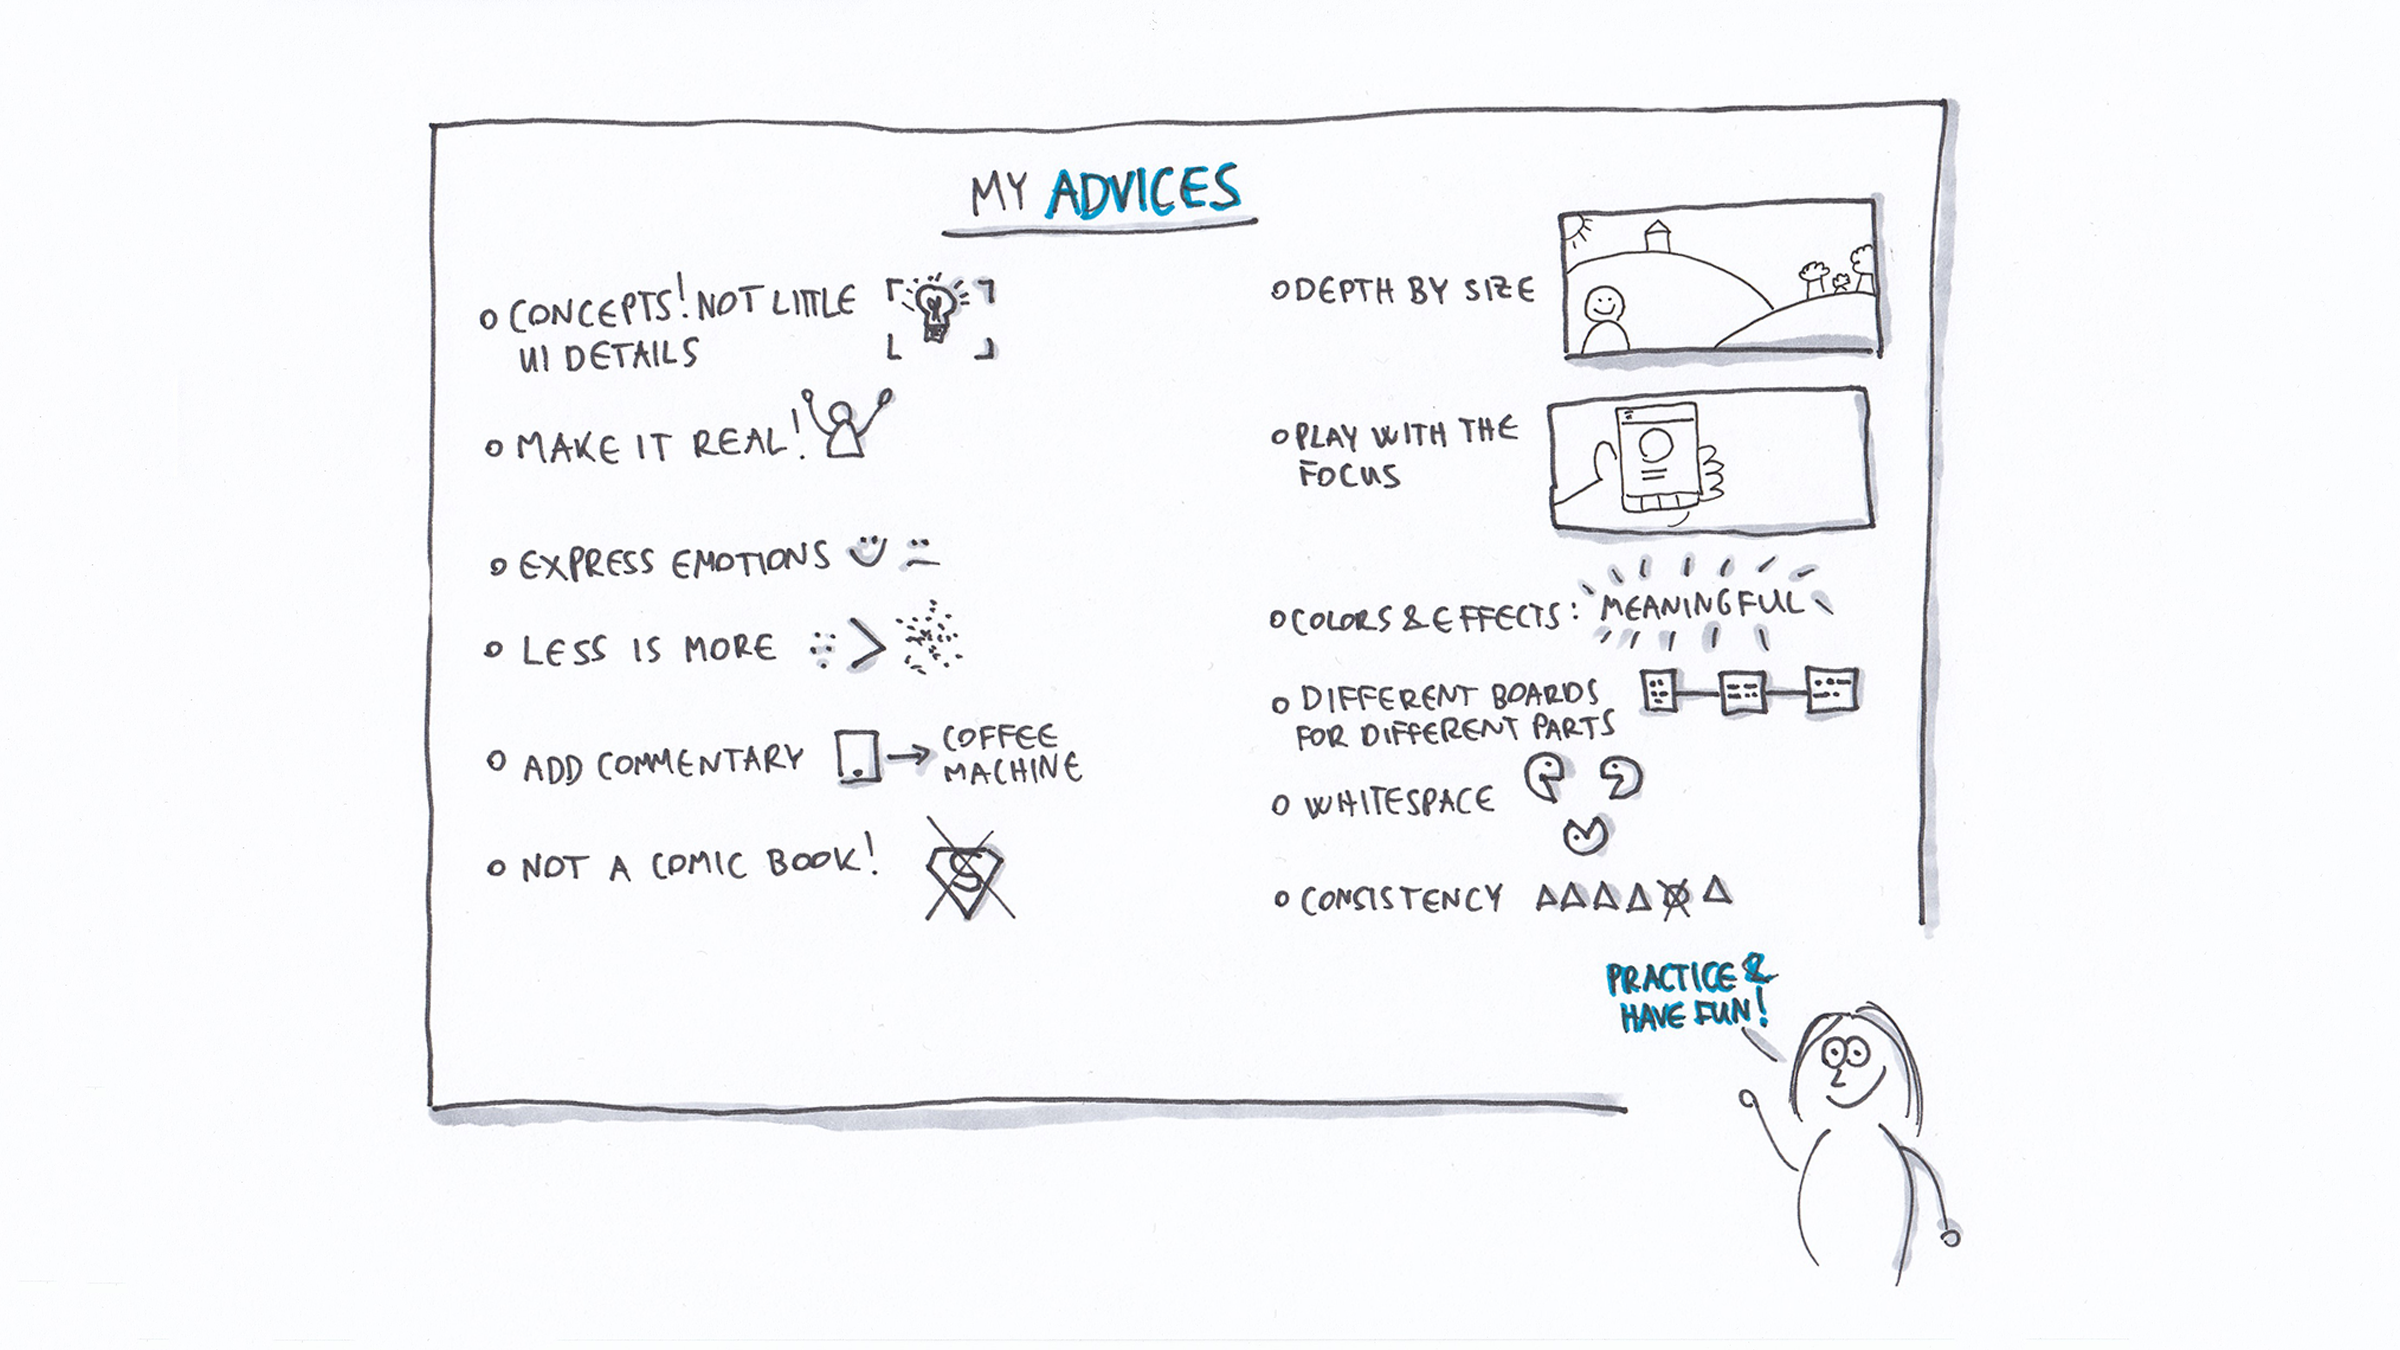 MY ADVICES
CONCEPTS! NOT LITTLE
UI DETAILS
MAKE IT REAL!
EXPRESS EMOTIONS
LESS IS MORE
ADD COMMENTARY
COFFEE
MACHINE
NOT A COMIC BOOK!
S
DEPTH BY SIZE
PLAY WITH THE
FOCUS
COLORS & EFFECTS: MEANINGFUL
DIFFERENT BOARDS
FOR DIFFERENT PARTS
WHITESPACE
CONSISTENCY
PRACTICE &
HAVE FUN!